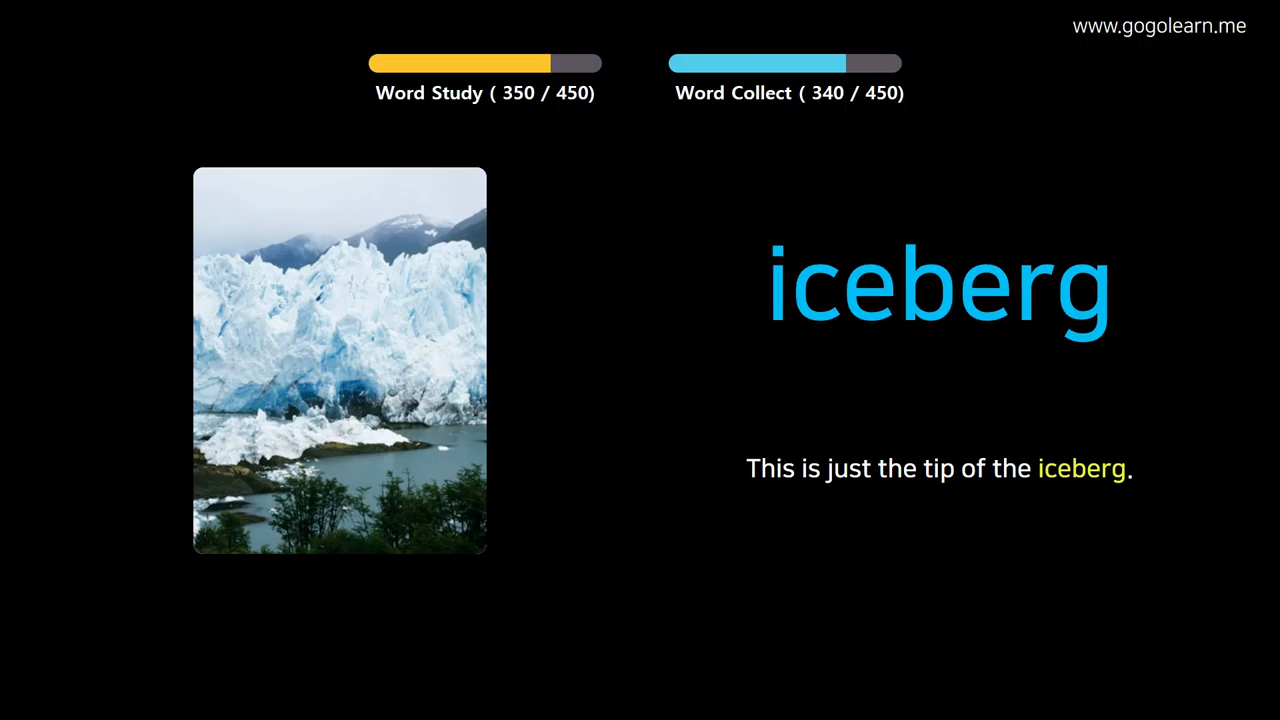 www.gogolearn.me
Word Study ( 350 / 450)
Word Collect ( 340 / 450)
iceberg
This is just the tip of the iceberg.